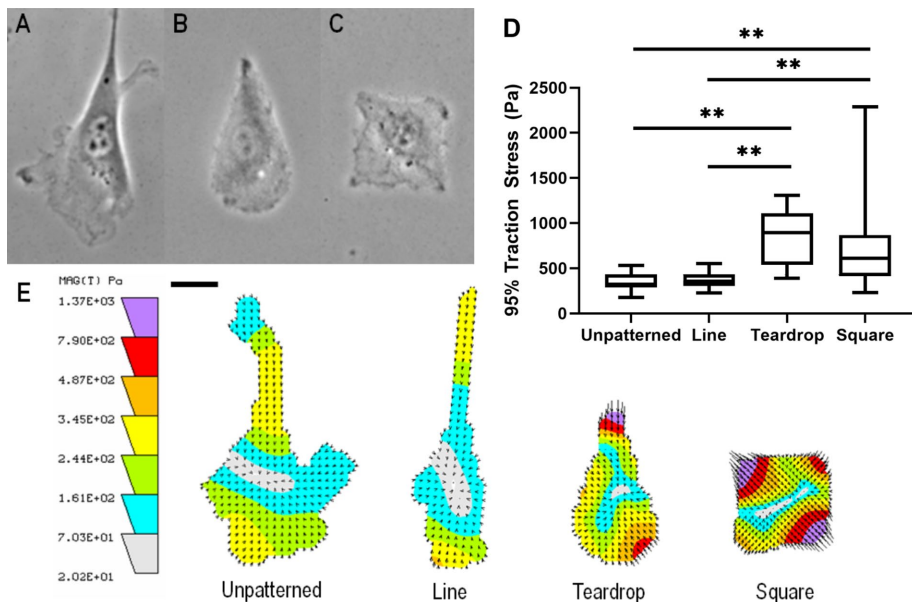 A
B
C
D
**
**
**
**
95% Traction Stress (Pa)
2500
2000
1500
1000
500
0
Unpatterned Line Teardrop Square
E
MAG(T) Pa
1.37E+03
7.90E+02
4.87E+02
3.45E+02
2.44E+02
1.61E+02
7.03E+01
2.02E+01
Unpatterned Line Teardrop Square